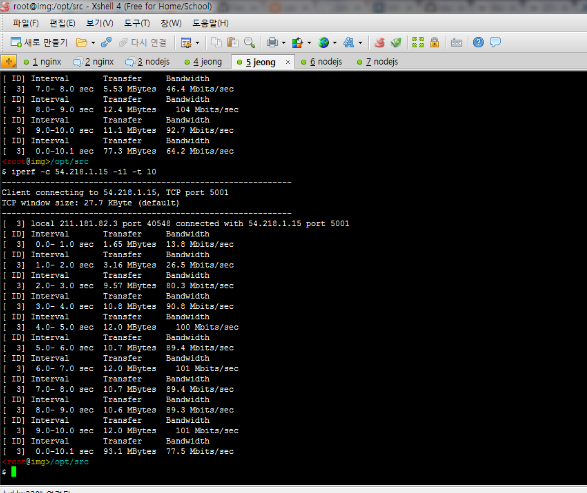 root@img:/opt/src - Xshell 4 (Free for Home/School)
파일(F) 편집(E) 보기(V) 도구(T) 창(W) 도움말(H)
새로 만들기 다시 연결
1 nginx 2 nginx 3 nodejs 4 jeong 5 jeong 6 nodejs 7 nodejs
[ ID] Interval Transfer Bandwidth
[ 3] 7.0- 8.0 sec 5.53 MBytes 46.4 Mbits/sec
[ ID] Interval Transfer Bandwidth
[ 3] 8.0- 9.0 sec 12.4 MBytes 104 Mbits/sec
[ ID] Interval Transfer Bandwidth
[ 3] 9.0-10.0 sec 11.1 MBytes 92.7 Mbits/sec
[ ID] Interval Transfer Bandwidth
[ 3] 0.0-10.1 sec 77.3 MBytes 64.2 Mbits/sec
<root@img>/opt/src
$ iperf -c 54.218.1.15 -i1 -t 10
------------------------------------------------------------
Client connecting to 54.218.1.15, TCP port 5001
TCP window size: 27.7 KByte (default)
------------------------------------------------------------
[ 3] local 211.181.82.3 port 40548 connected with 54.218.1.15 port 5001
[ ID] Interval Transfer Bandwidth
[ 3] 0.0- 1.0 sec 1.65 MBytes 13.8 Mbits/sec
[ ID] Interval Transfer Bandwidth
[ 3] 1.0- 2.0 sec 3.16 MBytes 26.5 Mbits/sec
[ ID] Interval Transfer Bandwidth
[ 3] 2.0- 3.0 sec 9.57 MBytes 80.3 Mbits/sec
[ ID] Interval Transfer Bandwidth
[ 3] 3.0- 4.0 sec 10.8 MBytes 90.8 Mbits/sec
[ ID] Interval Transfer Bandwidth
[ 3] 4.0- 5.0 sec 12.0 MBytes 100 Mbits/sec
[ ID] Interval Transfer Bandwidth
[ 3] 5.0- 6.0 sec 10.7 MBytes 89.4 Mbits/sec
[ ID] Interval Transfer Bandwidth
[ 3] 6.0- 7.0 sec 12.0 MBytes 101 Mbits/sec
[ ID] Interval Transfer Bandwidth
[ 3] 7.0- 8.0 sec 10.7 MBytes 89.4 Mbits/sec
[ ID] Interval Transfer Bandwidth
[ 3] 8.0- 9.0 sec 10.6 MBytes 89.3 Mbits/sec
[ ID] Interval Transfer Bandwidth
[ 3] 9.0-10.0 sec 12.0 MBytes 101 Mbits/sec
[ ID] Interval Transfer Bandwidth
[ 3] 0.0-10.1 sec 93.1 MBytes 77.5 Mbits/sec
<root@img>/opt/src
$